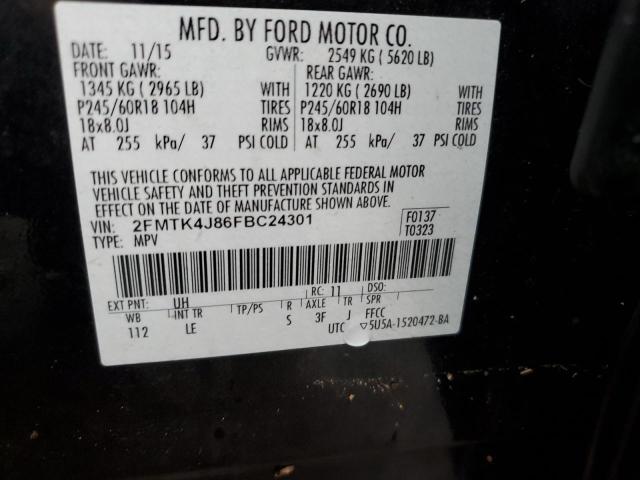 MFD. BY FORD MOTOR CO.
DATE: 11/15 GVWR: 2549 KG (5620 LB)
FRONT GAWR: REAR GAWR:
1345 KG (2965 LB) WITH 1220 KG (2690 LB) WITH
P245/60R18 104H TIRES P245/60R18 104H TIRES
18x8.0J RIMS 18x8.0J RIMS
AT 255 kPa/ 37 PSI COLD AT 255 kPa/ 37 PSI COLD
THIS VEHICLE CONFORMS TO ALL APPLICABLE FEDERAL MOTOR
VEHICLE SAFETY AND THEFT PREVENTION STANDARDS IN
EFFECT ON THE DATE OF MANUFACTURE SHOWN ABOVE.
VIN: 2FMTK4J86FBC24301 F0137
TYPE: MPV T0323
EXT PNT: UH RC: 11 DSO:
WB INT TR TP/PS R AXLE TR SPR
112 LE S 3F J FFCC
UTC ▽5U5A-1520472-BA